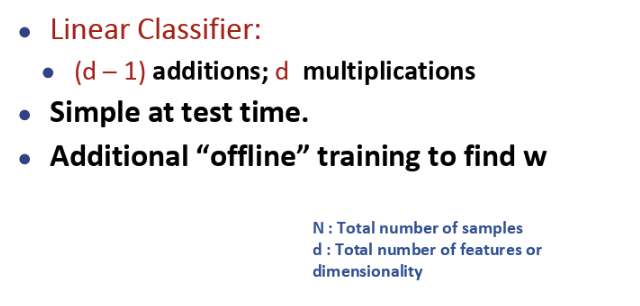 Linear Classifier:
(d – 1) additions; d multiplications
Simple at test time.
Additional “offline” training to find w
N : Total number of samples
d : Total number of features or
dimensionality